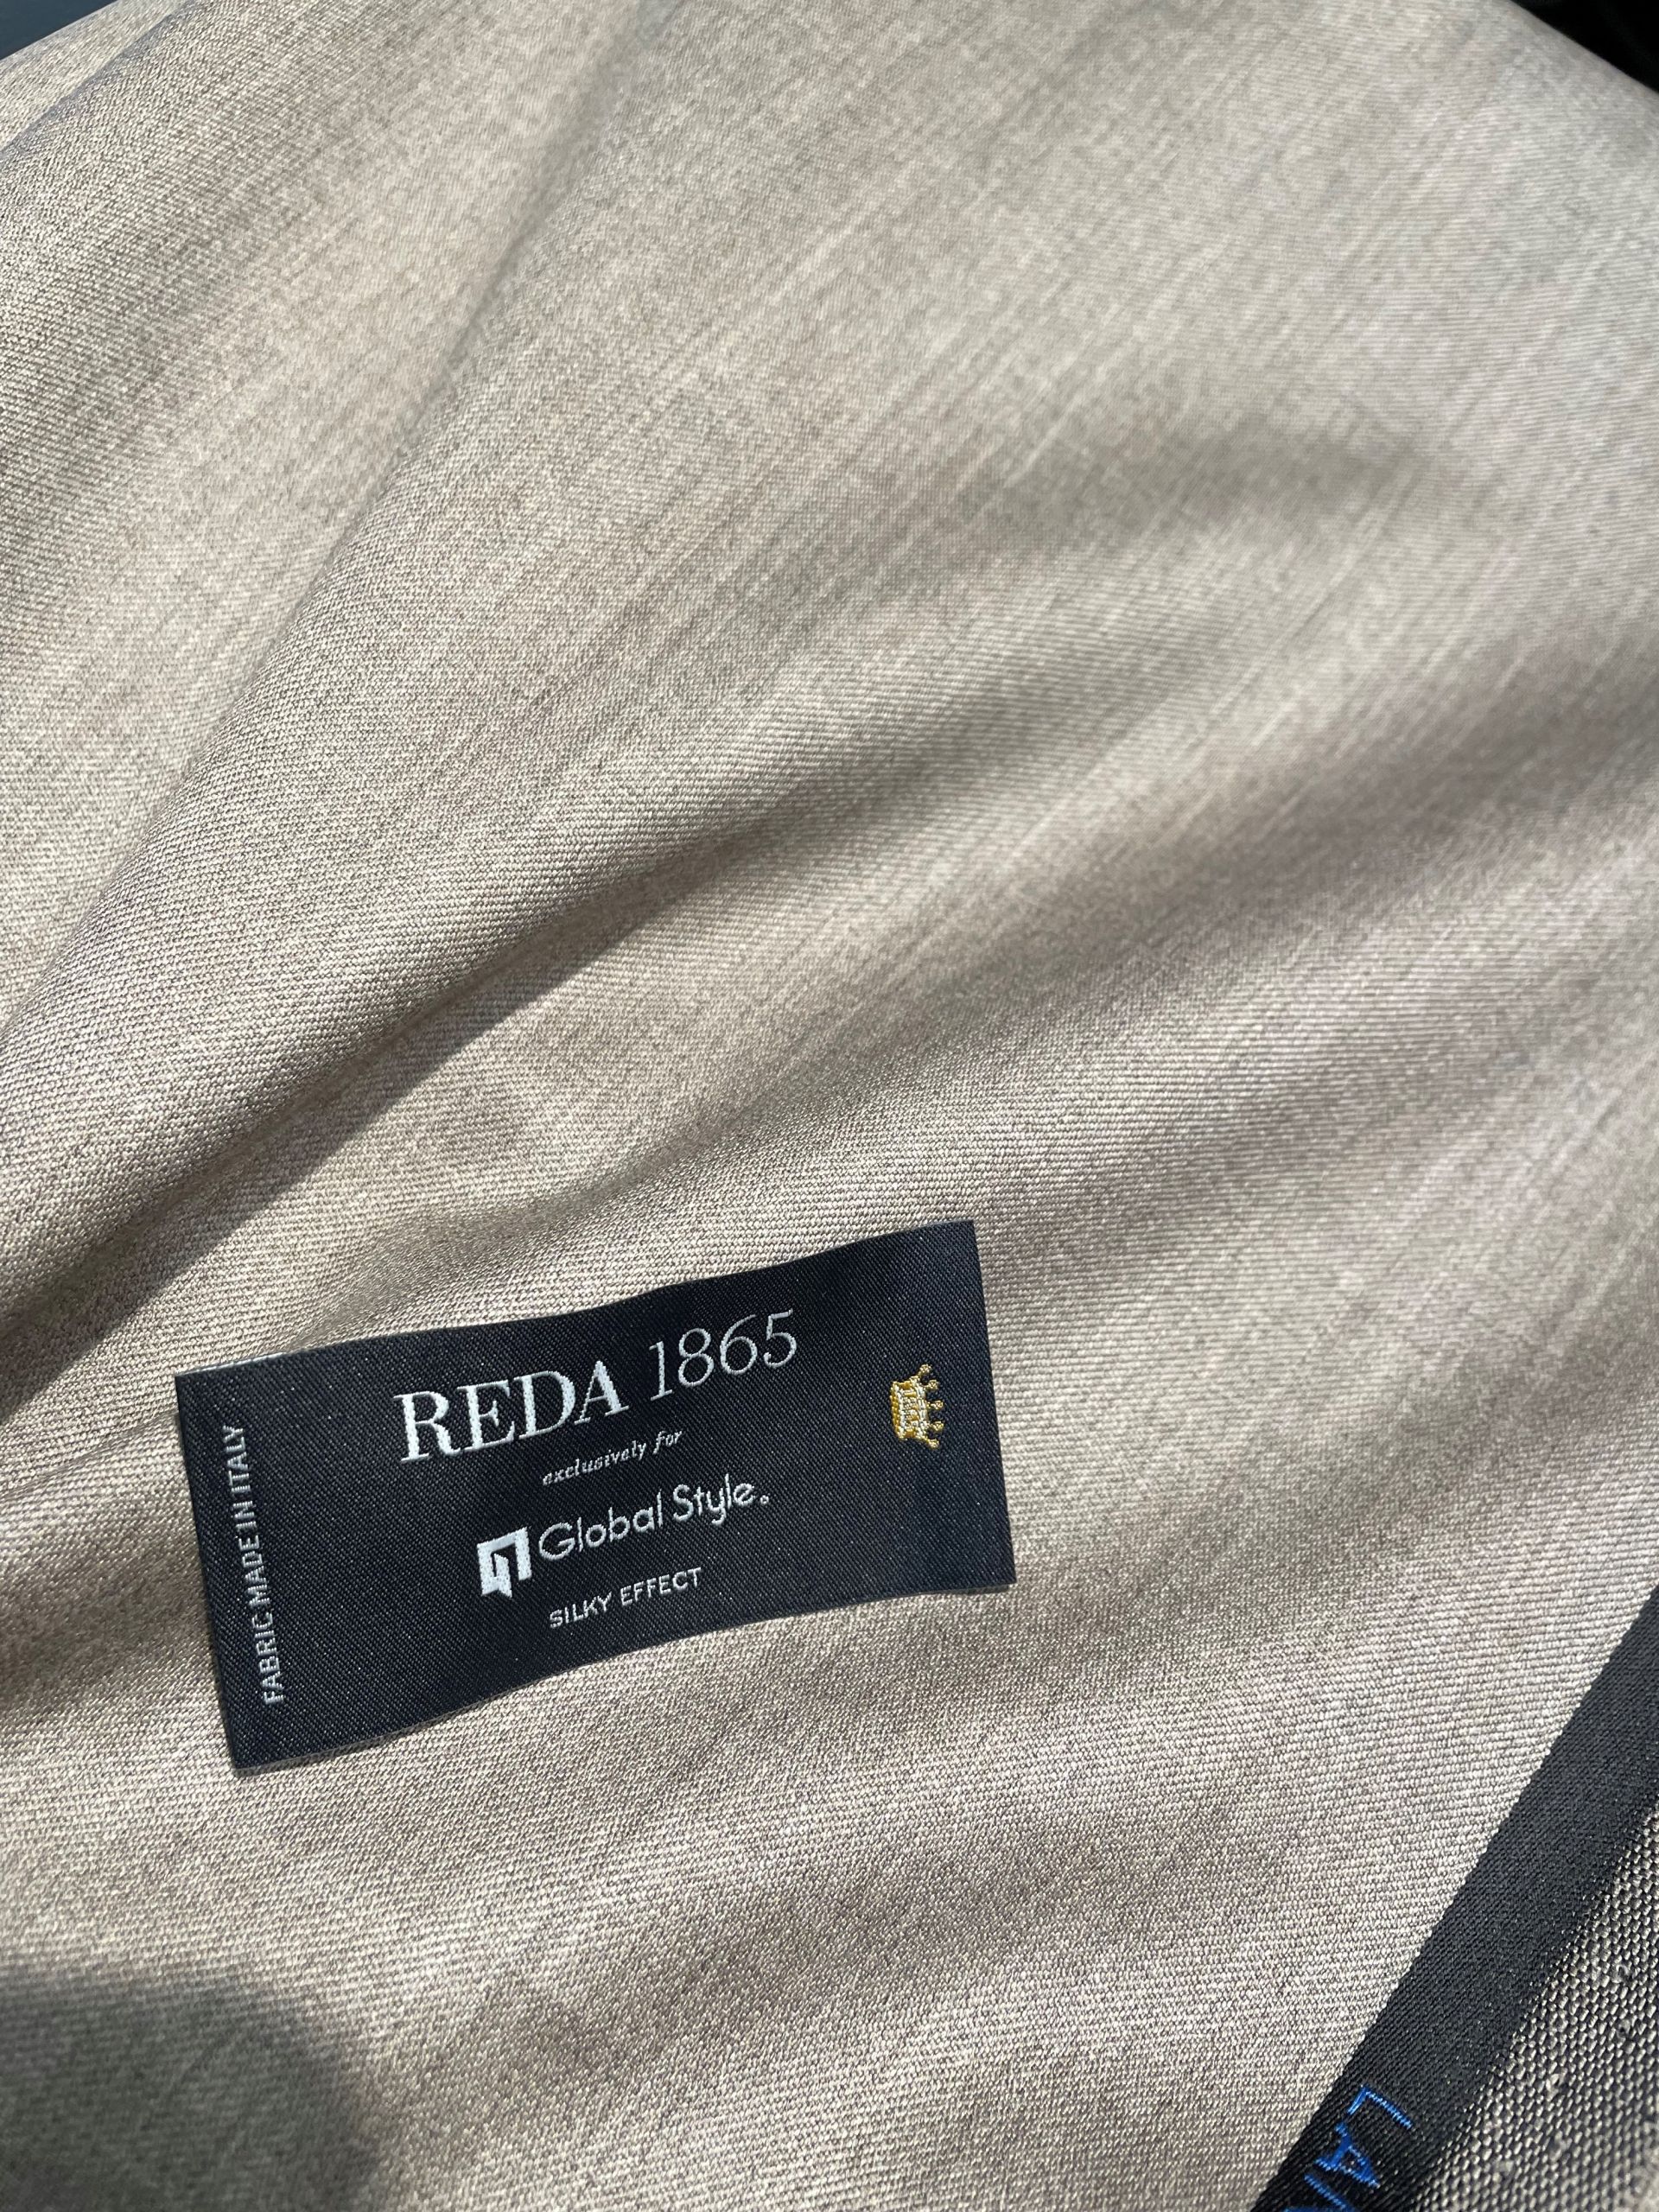 REDA 1865
exclusively for
Global Style.
SILKY EFFECT
FABRIC MADE IN ITALY